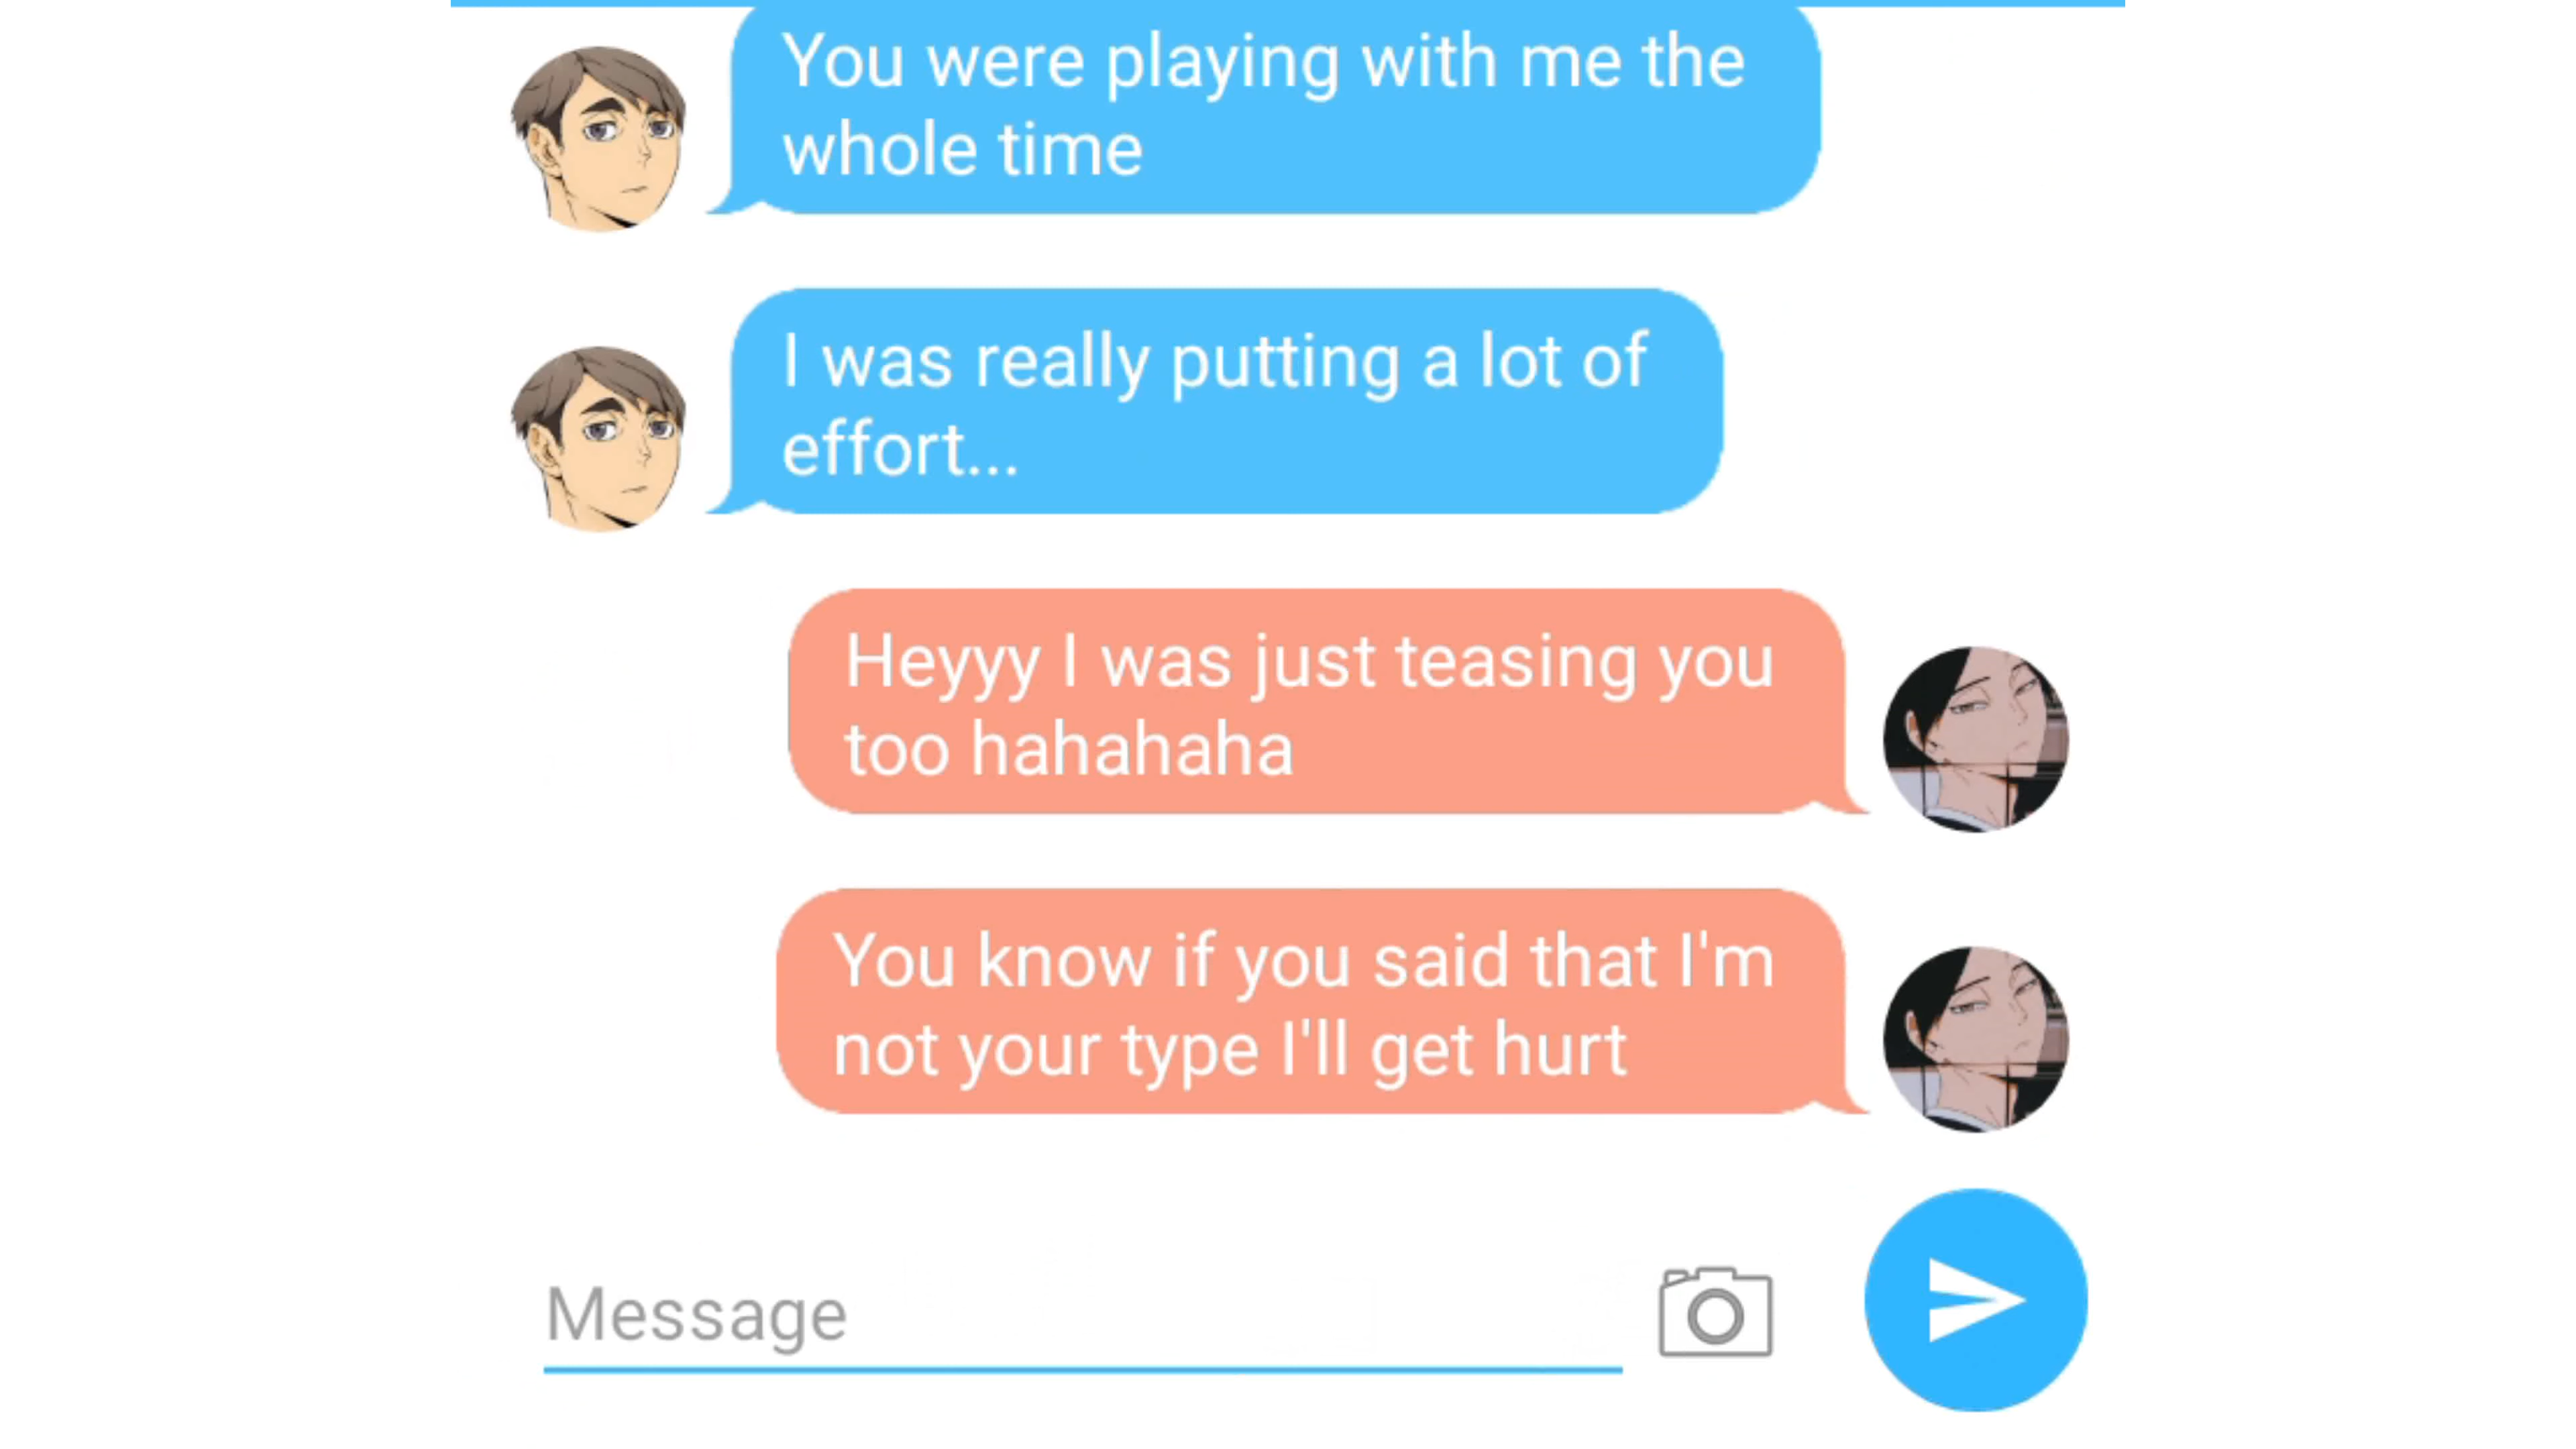 You were playing with me the
whole time
I was really putting a lot of
effort...
Heyyy I was just teasing you
too hahahaha
You know if you said that I'm
not your type I'll get hurt
Message